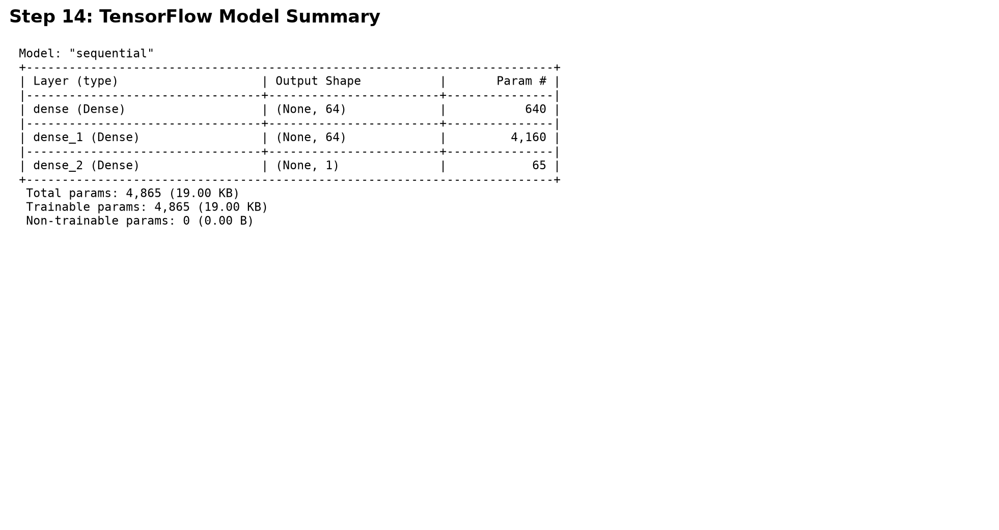 Step 14: TensorFlow Model Summary
Model: "sequential"
+--------------------------------------------------------------------------+
| Layer (type)                    | Output Shape           |       Param # |
|---------------------------------+------------------------+---------------|
| dense (Dense)                   | (None, 64)             |           640 |
|---------------------------------+------------------------+---------------|
| dense_1 (Dense)                 | (None, 64)             |         4,160 |
|---------------------------------+------------------------+---------------|
| dense_2 (Dense)                 | (None, 1)              |            65 |
+--------------------------------------------------------------------------+
 Total params: 4,865 (19.00 KB)
 Trainable params: 4,865 (19.00 KB)
 Non-trainable params: 0 (0.00 B)